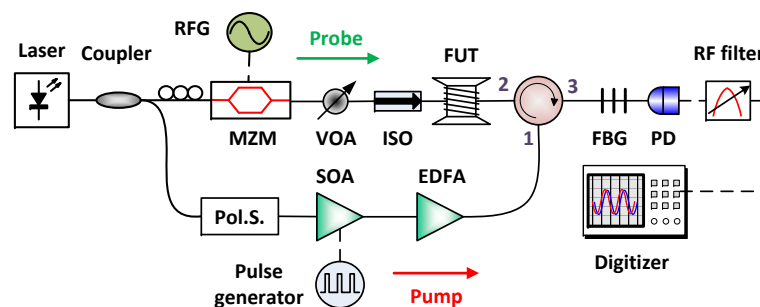 RFG
Laser
Coupler
Probe
FUT
RF filter
2
3
MZM
VOA
ISO
1
FBG
PD
SOA
EDFA
Pol.S.
Pulse
generator
Pump
Digitizer